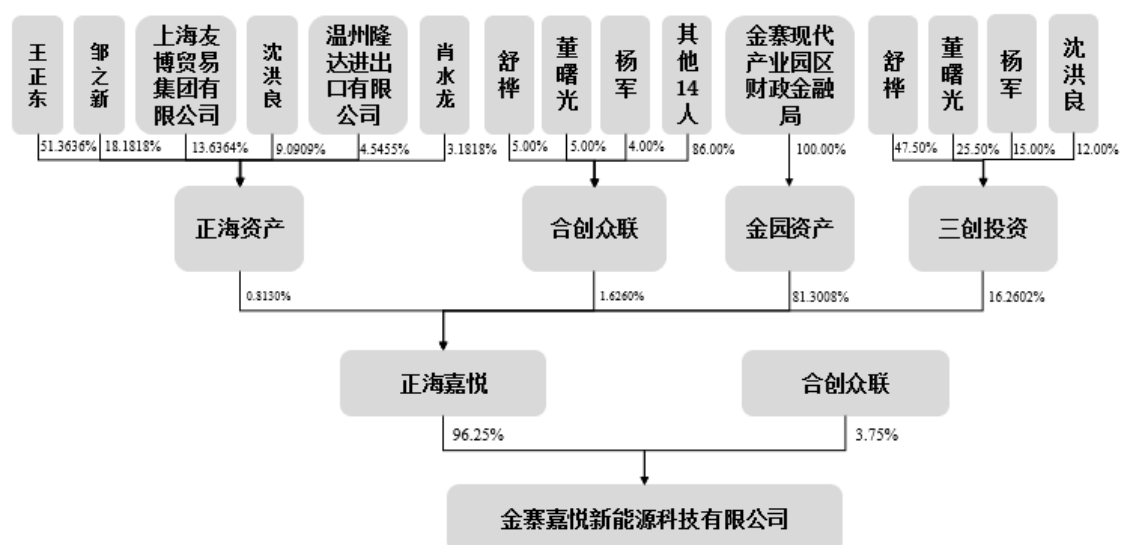 王正东
邹之新
上海友
博贸易
集团有
限公司
沈洪良
温州隆
达进出
口有限
公司
肖水龙
舒桦
董曙光
杨军
其他14人
金寨现代
产业园区
财政金融
局
舒桦
董曙光
杨军
沈洪良
51.3636%
18.1818%
13.6364%
9.0909%
4.5455%
3.1818%
5.00%
5.00%
4.00%
86.00%
100.00%
47.50%
25.50%
15.00%
12.00%
正海资产
合创众联
金园资产
三创投资
0.8130%
1.6260%
81.3008%
16.2602%
正海嘉悦
合创众联
96.25%
3.75%
金寨嘉悦新能源科技有限公司